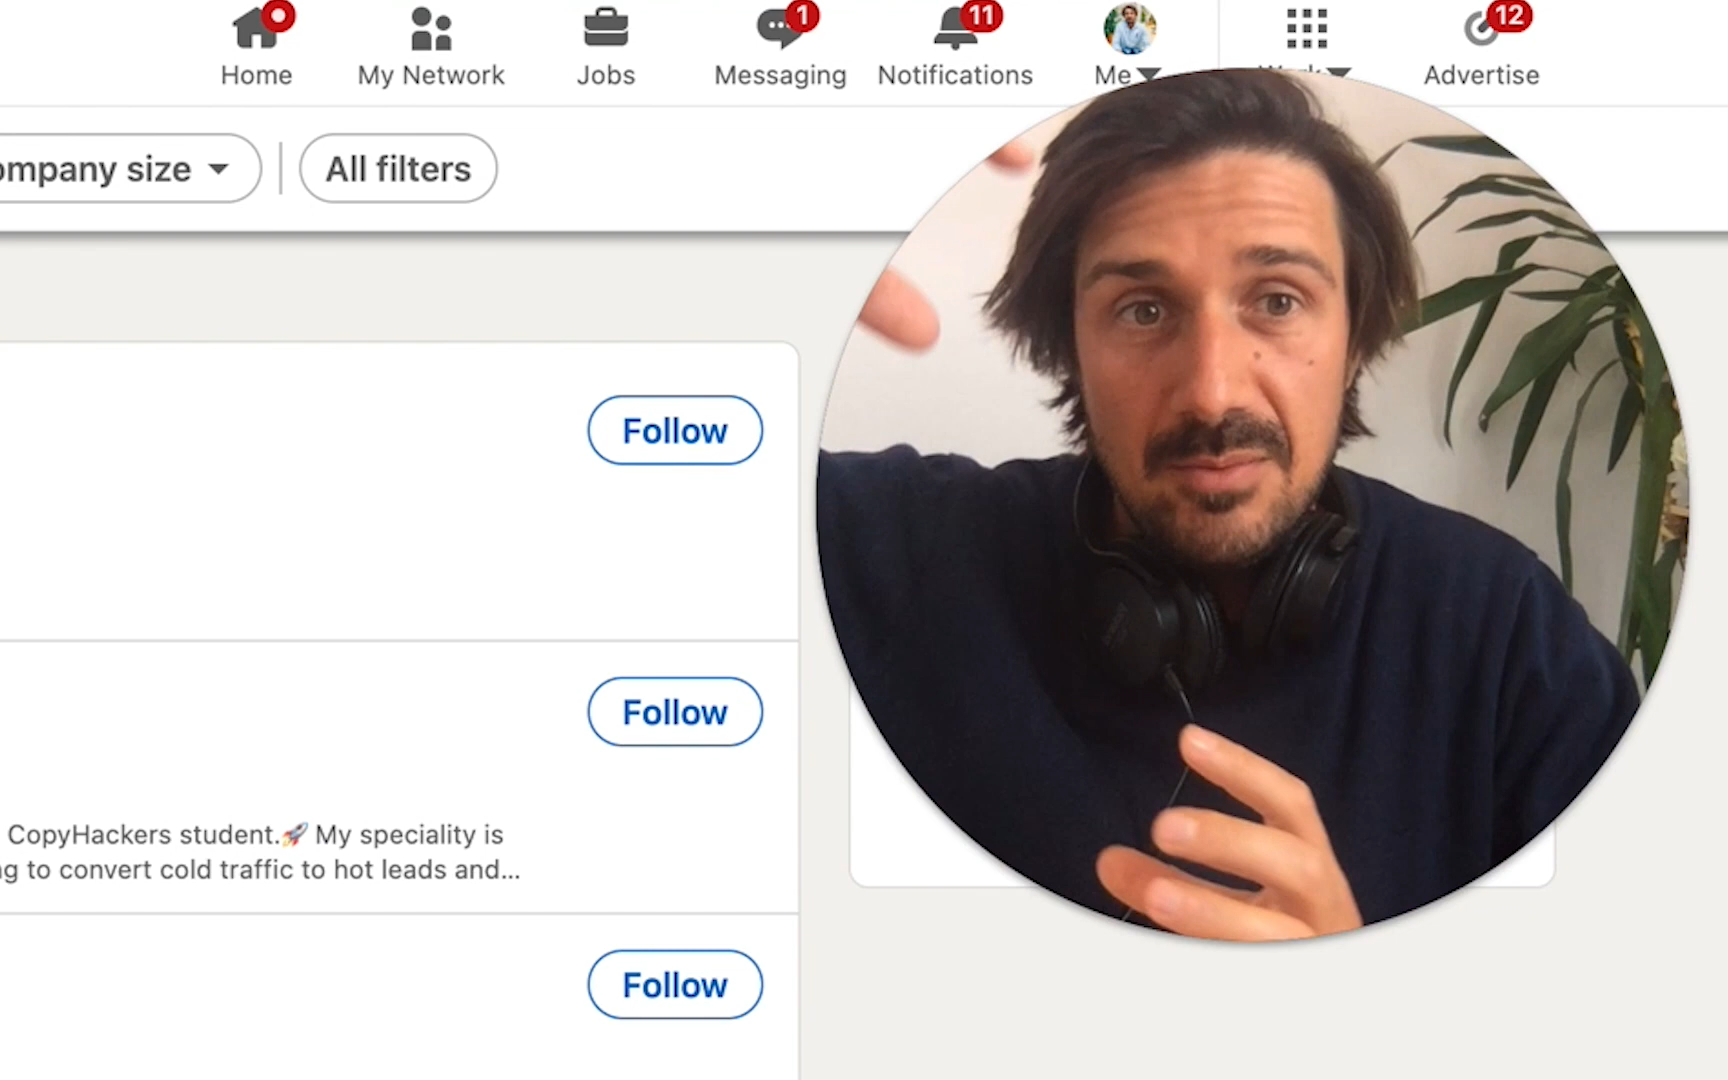 1
11
12
Home
My Network
Jobs
Messaging
Notifications
Me
Advertise
ompany size
All filters
Follow
Follow
CopyHackers student.🚀 My speciality is
g to convert cold traffic to hot leads and...
Follow